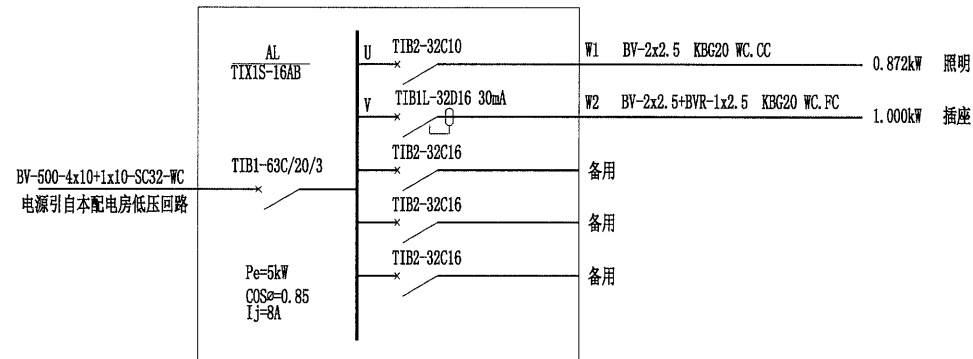 AL
TIX1S-16AB
U TIB2-32C10 W1 BV-2x2.5 KBG20 WC.CC 0.872kW 照明
V TIB1L-32D16 30mA W2 BV-2x2.5+BVR-1x2.5 KBG20 WC.FC 1.000kW 插座
TIB2-32C16 备用
BV-500-4x10+1x10-SC32-WC TIB1-63C/20/3
电源引自本配电房低压回路
TIB2-32C16 备用
TIB2-32C16 备用
Pe=5kW
COSø=0.85
Ij=8A